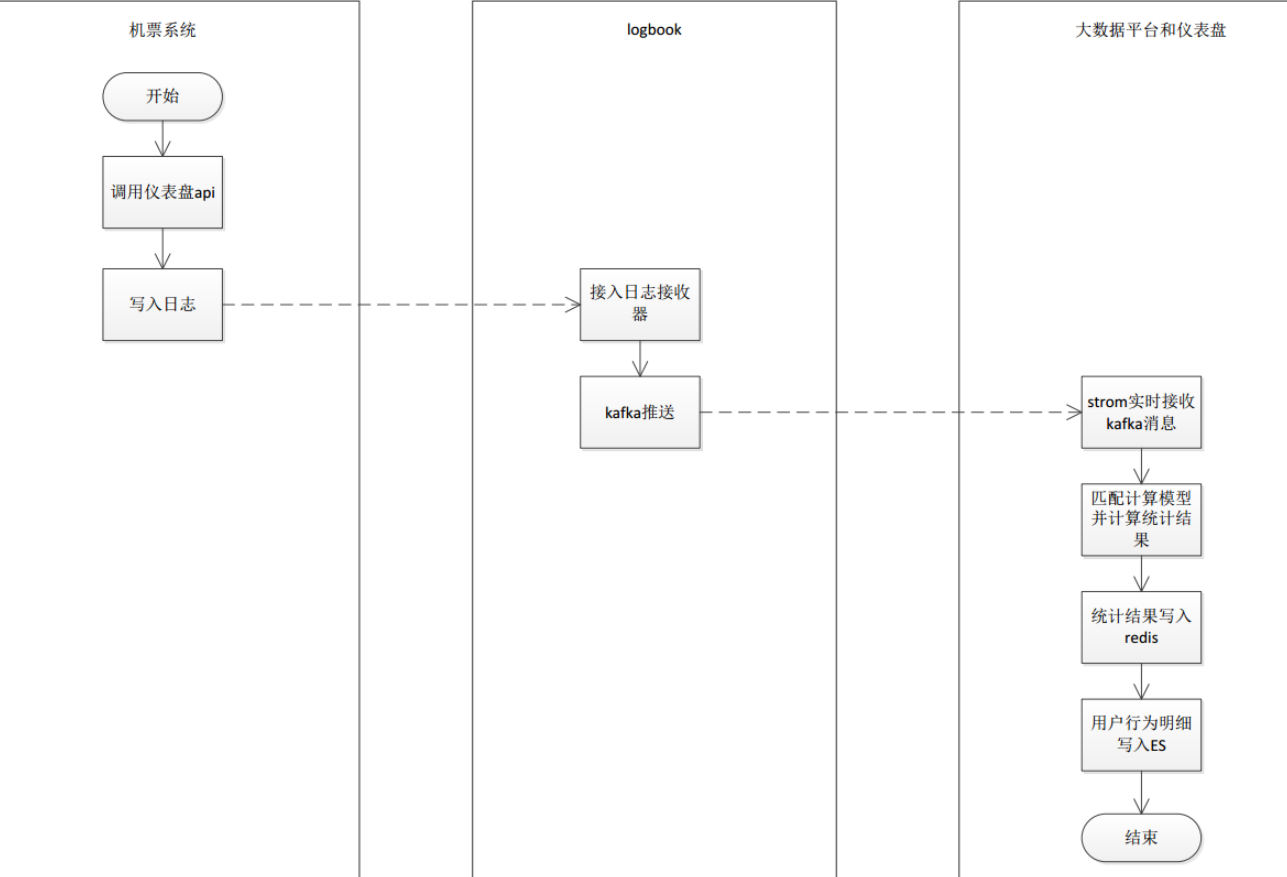 机票系统
开始
调用仪表盘api
写入日志
logbook
接入日志接收
器
kafka推送
大数据平台和仪表盘
strom实时接收
kafka消息
匹配计算模型
并计算统计结
果
统计结果写入
redis
用户行为明细
写入ES
结束